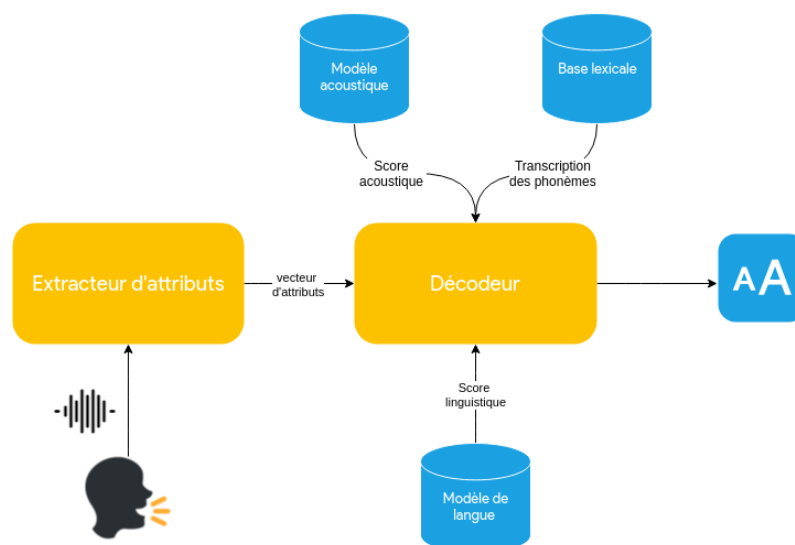 Modèle
acoustique
Base lexicale
Score
acoustique
Transcription
des phonèmes
Extracteur d'attributs
vecteur
d'attributs
Décodeur
AA
Score
linguistique
Modèle de
langue